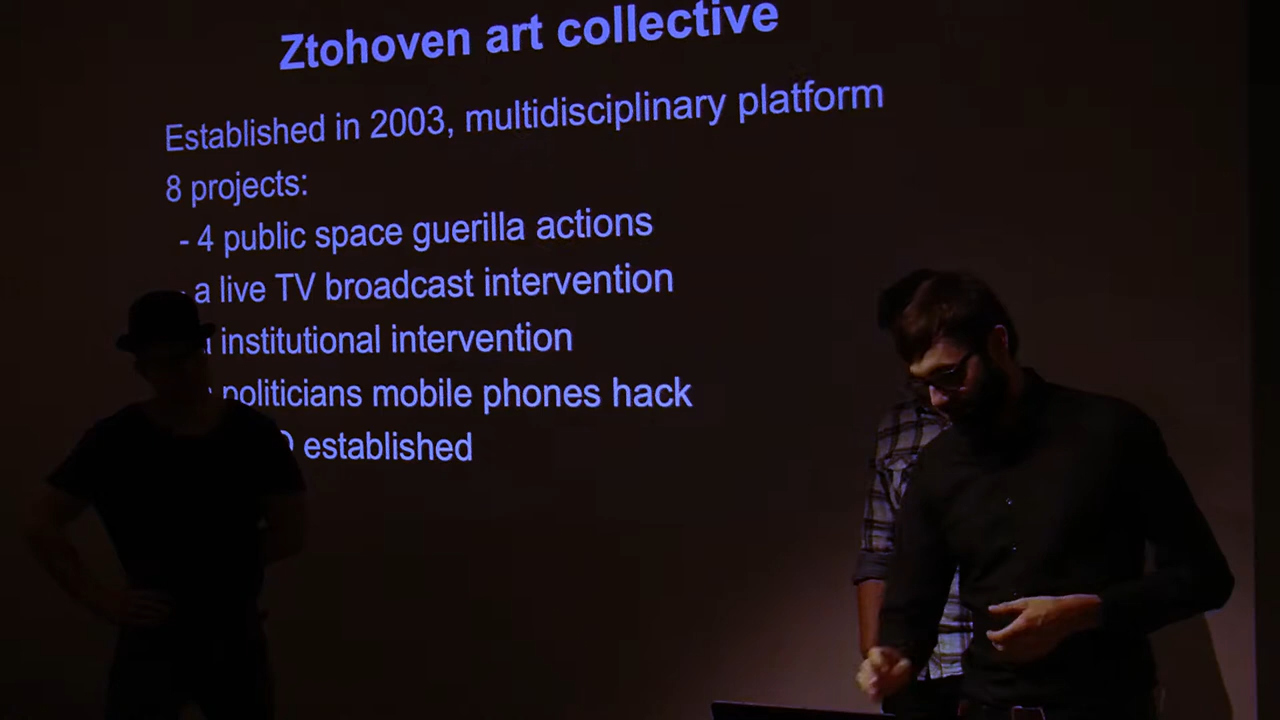 Ztohoven art collective
Established in 2003, multidisciplinary platform
8 projects:
- 4 public space guerilla actions
- a live TV broadcast intervention
institutional intervention
politicians mobile phones hack
established